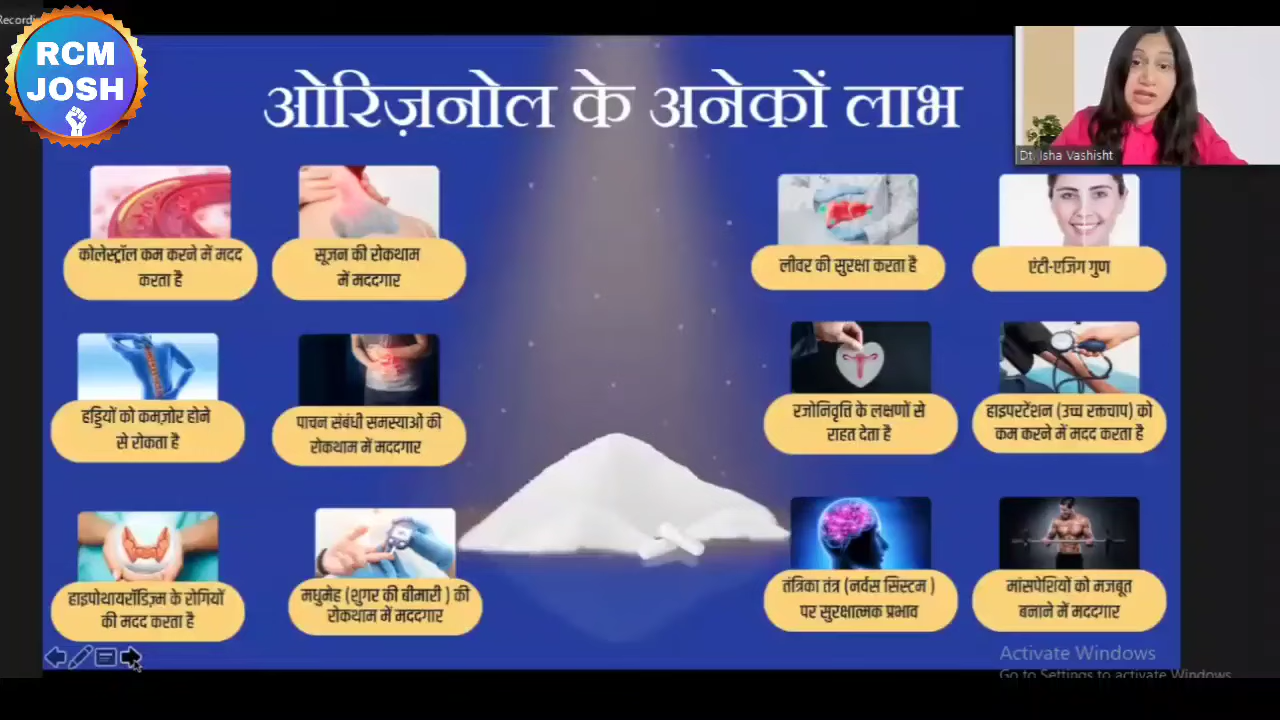 Recordi
RCM
JOSH
ओरिज़नोल के अनेकों लाभ
Dt. Isha Vashisht
कोलेस्ट्रॉल कम करने में मदद
करता है
सूजन की रोकथाम
में मददगार
लीवर की सुरक्षा करता है
एंटी-एजिंग गुण
हड्डियों को कमज़ोर होने
से रोकता है
पाचन संबंधी समस्याओं की
रोकथाम में मददगार
रजोनिवृत्ति के लक्षणों से
राहत देता है
हाइपरटेंशन (उच्च रक्तचाप) को
कम करने में मदद करता है
हाइपोथायरॉडिज़्म के रोगियों
की मदद करता है
मधुमेह (शुगर की बीमारी ) की
रोकथाम में मददगार
तंत्रिका तंत्र (नर्वस सिस्टम )
पर सुरक्षात्मक प्रभाव
मांसपेशियों को मजबूत
बनाने में मददगार
Activate Windows
Go to Settings to activate Windows.